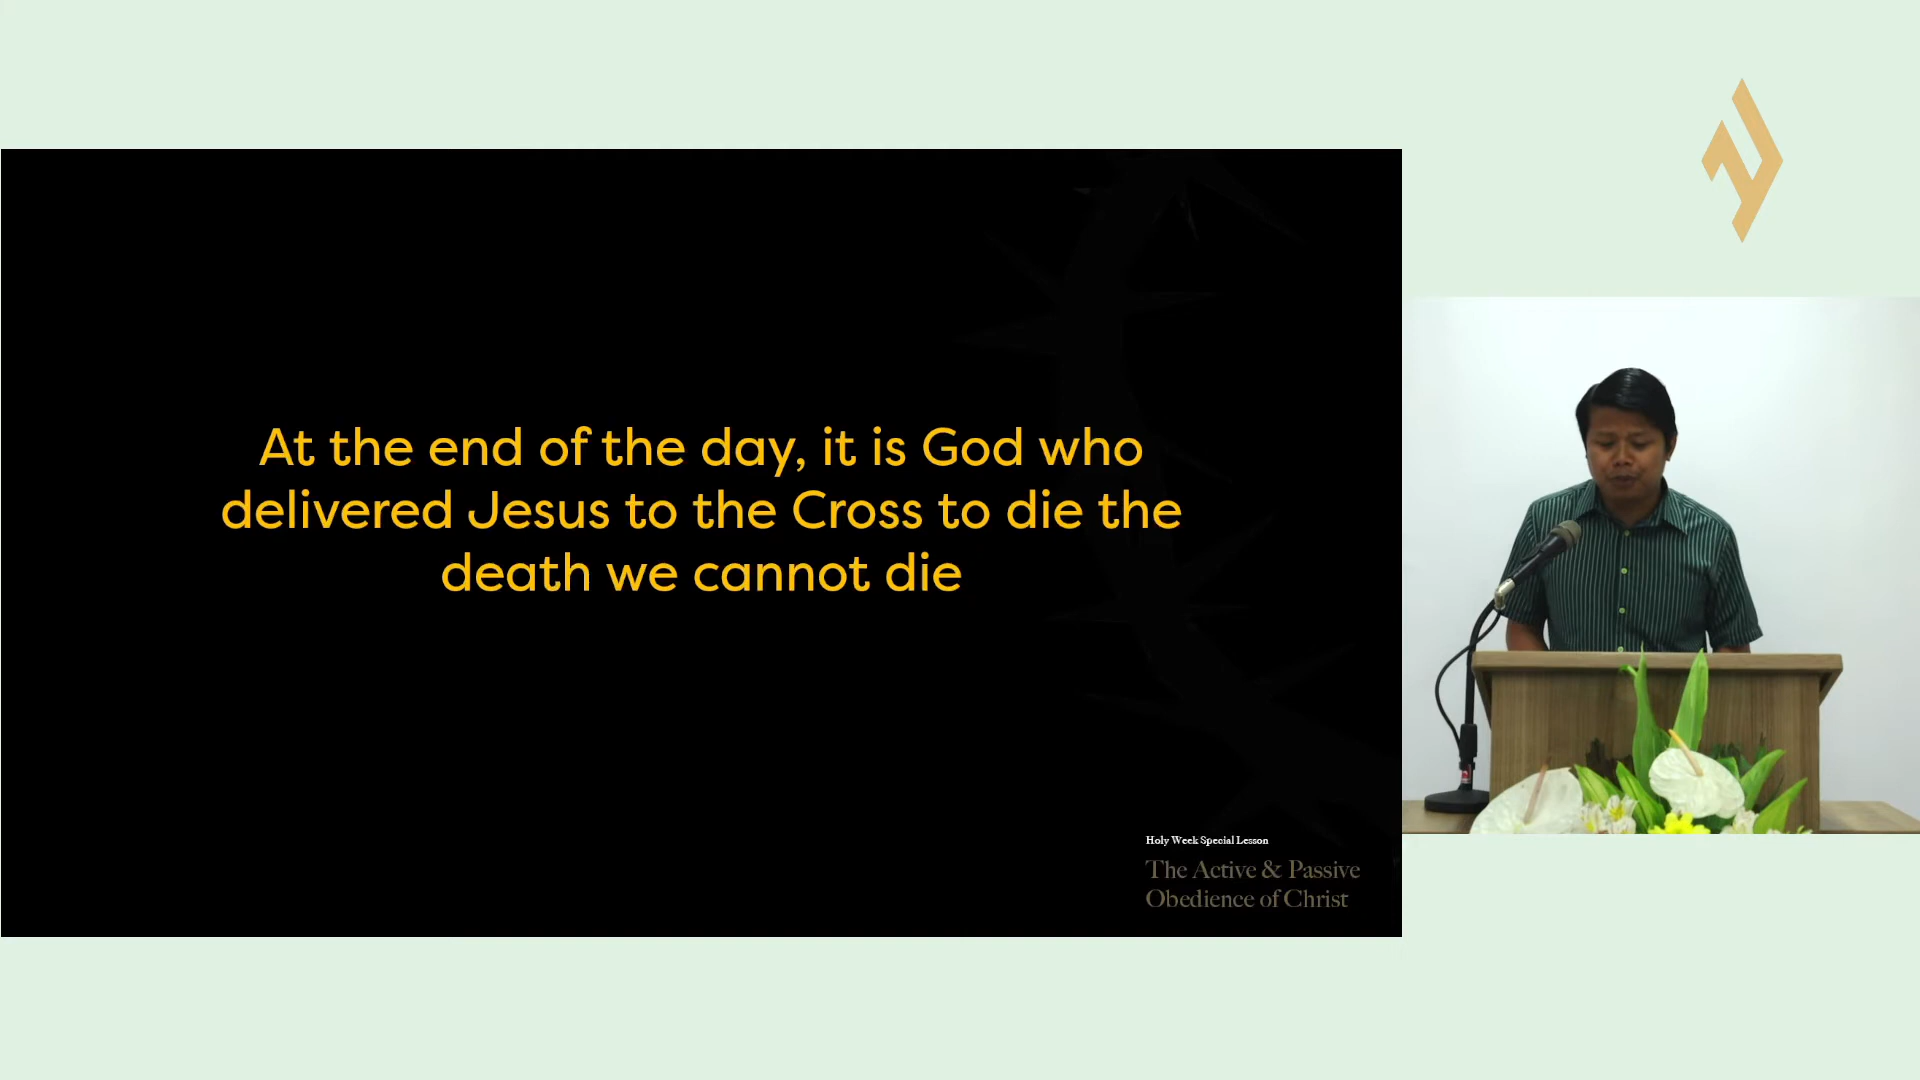 At the end of the day, it is God who
delivered Jesus to the Cross to die the
death we cannot die
Holy Week Special Lesson
The Active & Passive
Obedience of Christ